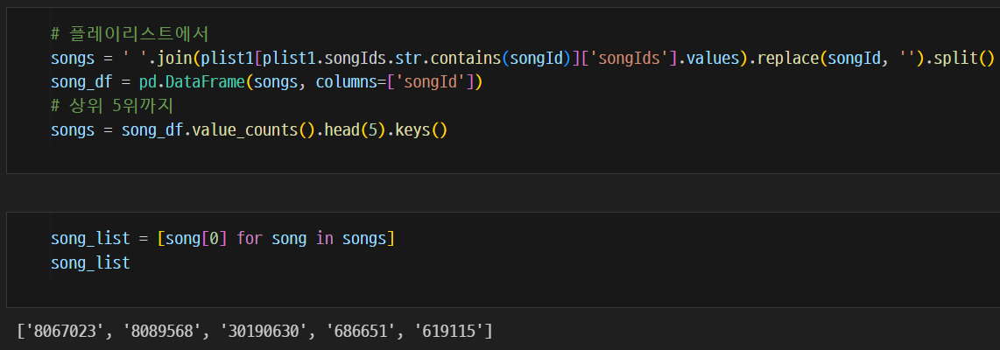 # 플레이리스트에서
songs = ' '.join(plist1[plist1.songIds.str.contains(songId)]['songIds'].values).replace(songId, '').split()
song_df = pd.DataFrame(songs, columns=['songId'])
# 상위 5위까지
songs = song_df.value_counts().head(5).keys()
song_list = [song[0] for song in songs]
song_list
['8067023', '8089568', '30190630', '686651', '619115']